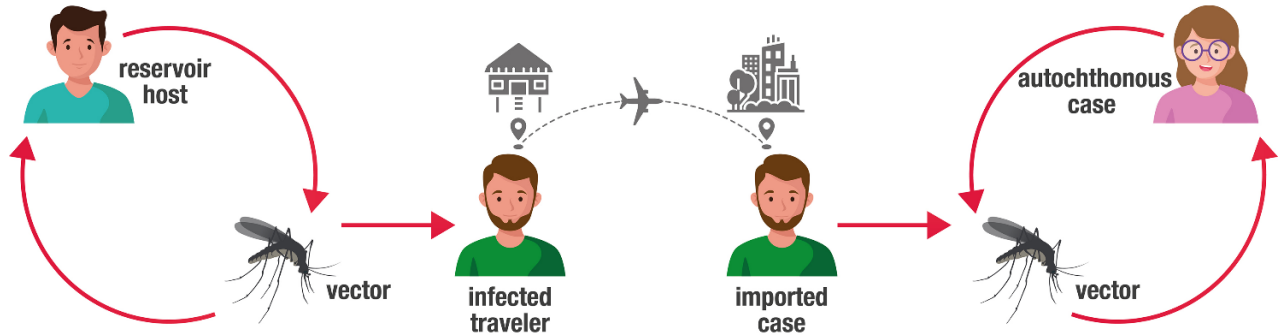 reservoir
host
vector
infected
traveler
imported
case
autochthonous
case
vector